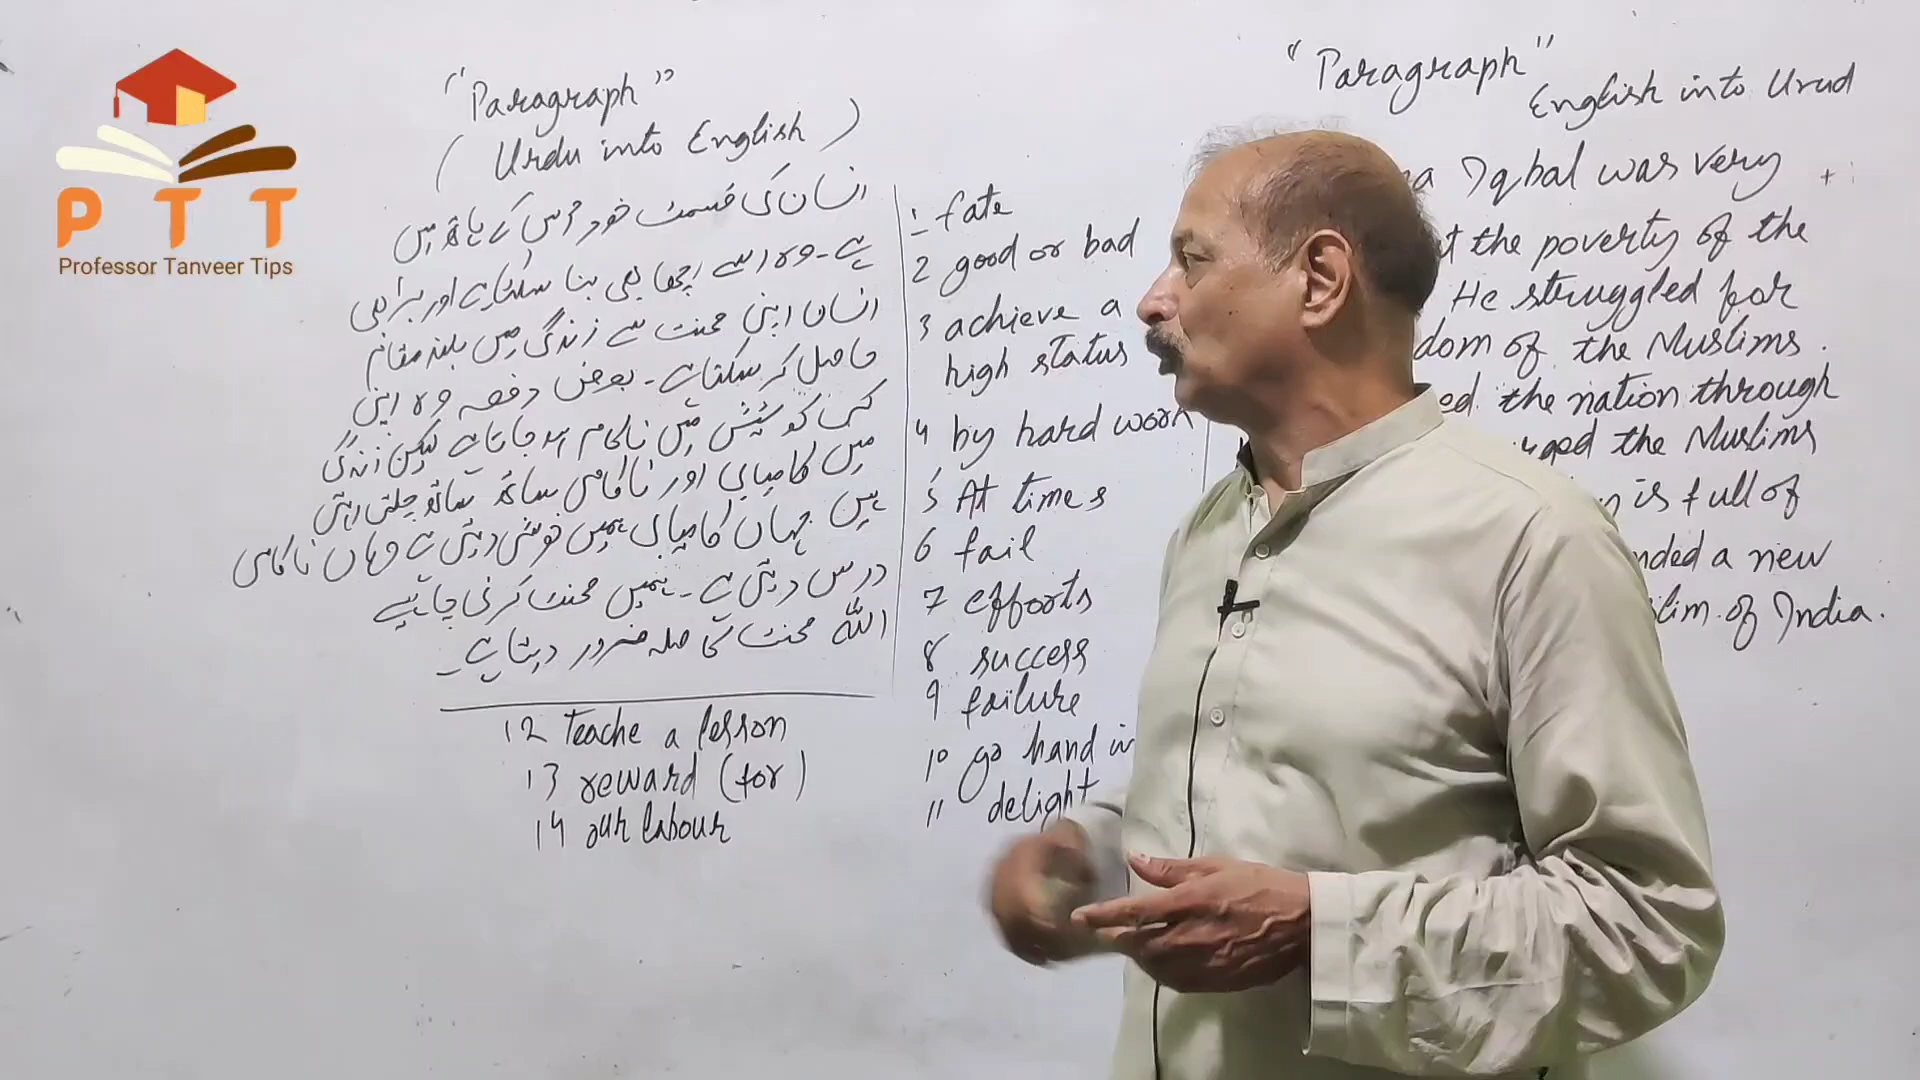 PTT
Professor Tanveer Tips
"Paragraph"
(Urdu into English)
انسان کی قسمت خود اس کے ہاتھ میں
ہے۔ وہ اسے اچھا بھی بنا سکتا ہے اور برا بھی
انسان اپنی محنت سے زندگی میں بلند مقام
حاصل کر سکتا ہے۔ بعض دفعہ وہ اپنی
کوشش میں ناکام ہو جاتا ہے لیکن زندگی
میں کامیابی اور ناکامی ساتھ ساتھ چلتی رہتی
ہیں جہاں کامیابی ہمیں خوشی دیتی ہے وہاں ناکامی
درس دیتی ہے۔ ہمیں محنت کرنی چاہیے
اللہ محنت کا صلہ ضرور دیتا ہے۔
12 teache a lesson
13 reward (for)
14 our labour
1 fate
2 good or bad
3 achieve a
high status
4 by hard work
5 At times
6 fail
7 efforts
8 success
9 failure
10 go hand in
11 delight
"Paragraph"
English into Urud
Iqbal was very
the poverty of the
He struggled for
of the Muslims.
the nation through
the Muslims
is full of
a new
of India.